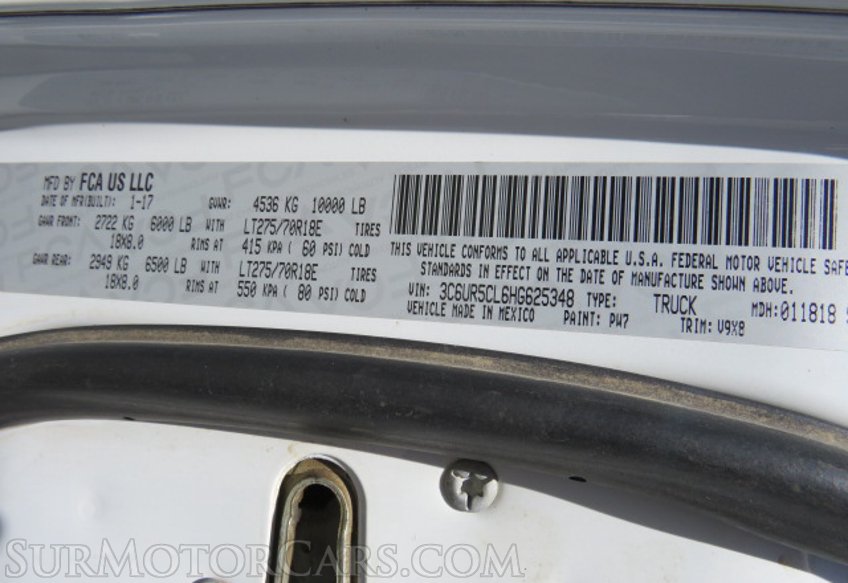 MFD BY FCA US LLC
DATE OF MFR(BUILT): 1-17 GVWR: 4536 KG 10000 LB
GAWR FRONT: 2722 KG 6000 LB WITH LT275/70R18E TIRES
18X8.0 RIMS AT 415 KPA ( 60 PSI) COLD
GAWR REAR: 2949 KG 6500 LB WITH LT275/70R18E TIRES
18X8.0 RIMS AT 550 KPA ( 80 PSI) COLD
THIS VEHICLE CONFORMS TO ALL APPLICABLE U.S.A. FEDERAL MOTOR VEHICLE SAFE
STANDARDS IN EFFECT ON THE DATE OF MANUFACTURE SHOWN ABOVE.
VIN: 3C6UR5CL6HG625348 TYPE: TRUCK MDH:011818
VEHICLE MADE IN MEXICO PAINT: PW7 TRIM: V9X8
SURMOTORCARS.COM